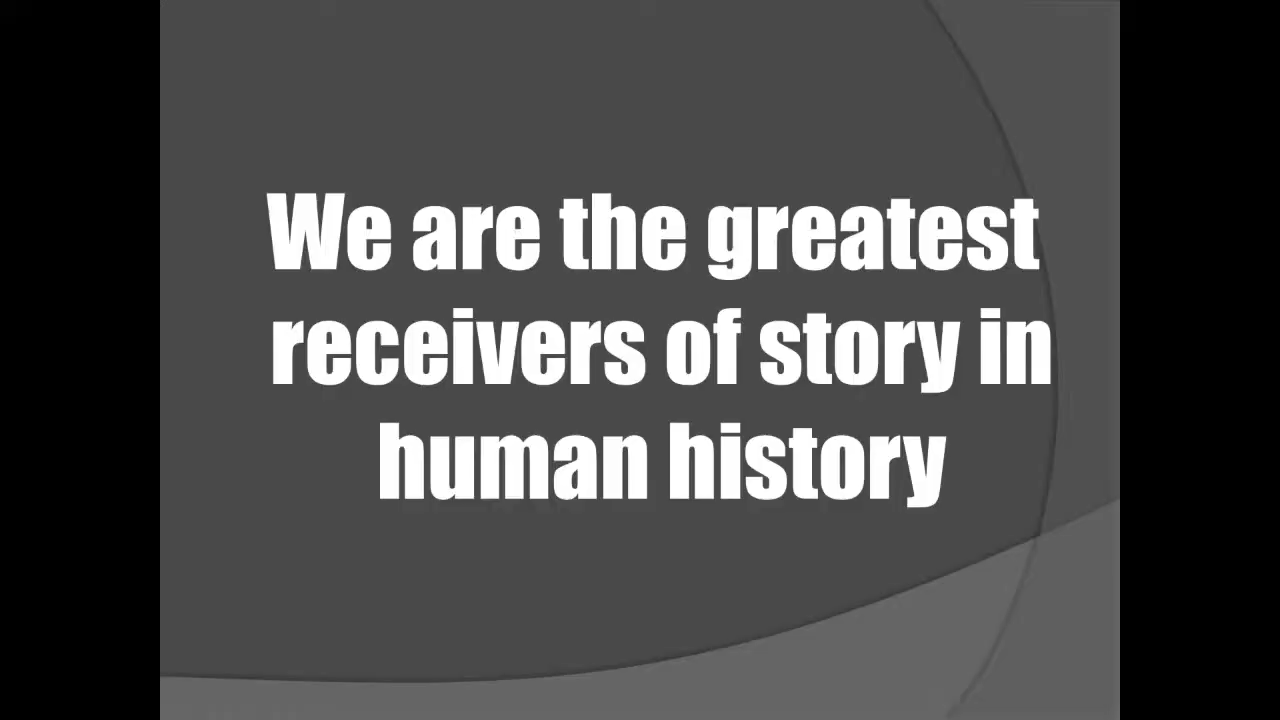 We are the greatest
receivers of story in
human history